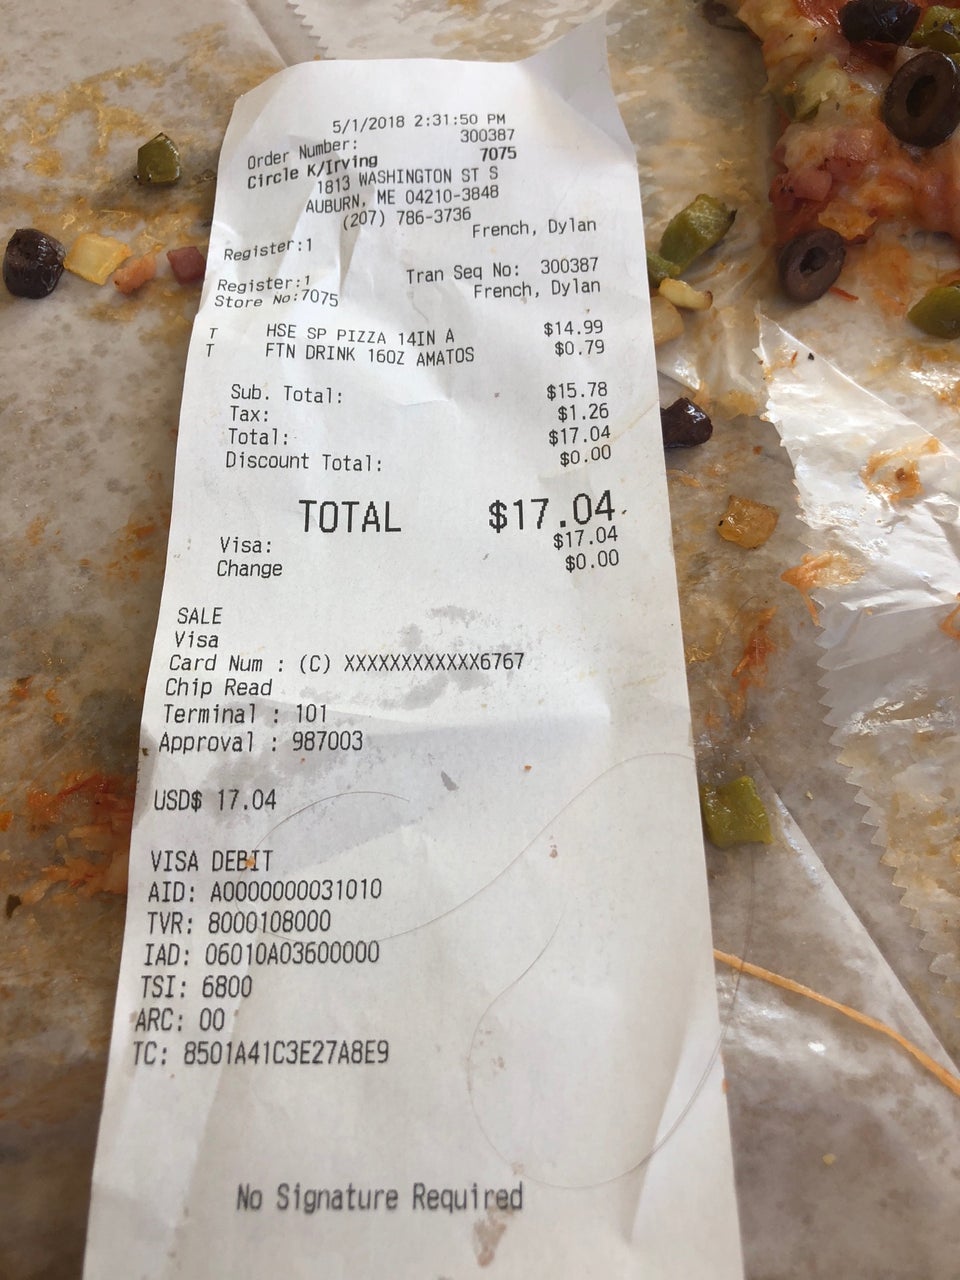 5/1/2018 2:31:50 PM
Order Number: 300387
Circle K/Irving 7075
1813 WASHINGTON ST S
AUBURN, ME 04210-3848
(207) 786-3736
Register:1 French, Dylan
Register:1 Tran Seq No: 300387
Store No:7075 French, Dylan
T HSE SP PIZZA 14IN A $14.99
T FTN DRINK 16OZ AMATOS $0.79
Sub. Total: $15.78
Tax: $1.26
Total: $17.04
Discount Total: $0.00
TOTAL $17.04
Visa: $17.04
Change $0.00
SALE
Visa
Card Num : (C) XXXXXXXXXXXX6767
Chip Read
Terminal : 101
Approval : 987003
USD$ 17.04
VISA DEBIT
AID: A0000000031010
TVR: 8000108000
IAD: 06010A03600000
TSI: 6800
ARC: 00
TC: 8501A41C3E27A8E9
No Signature Required